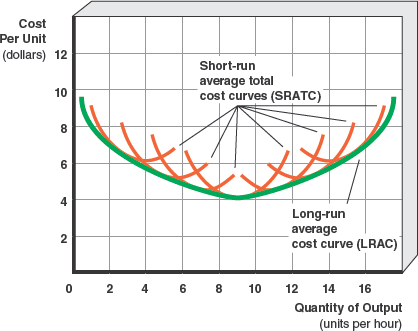 Cost
Per Unit
(dollars)
12
10
8
6
4
2
Short-run
average total
cost curves (SRATC)
Long-run
average
cost curve (LRAC)
0 0 2 4 6 8 10 12 14 16
Quantity of Output
(units per hour)